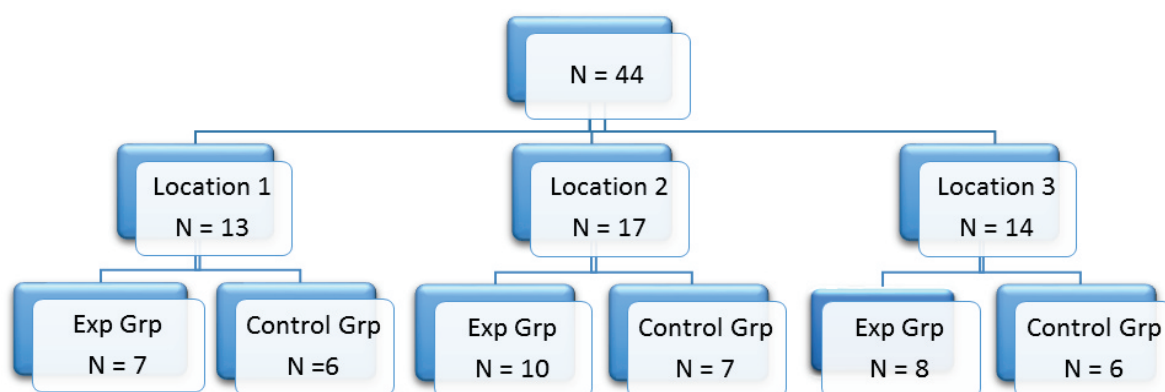 N = 44
Location 1
N = 13
Location 2
N = 17
Location 3
N = 14
Exp Grp
N = 7
Control Grp
N =6
Exp Grp
N = 10
Control Grp
N = 7
Exp Grp
N = 8
Control Grp
N = 6